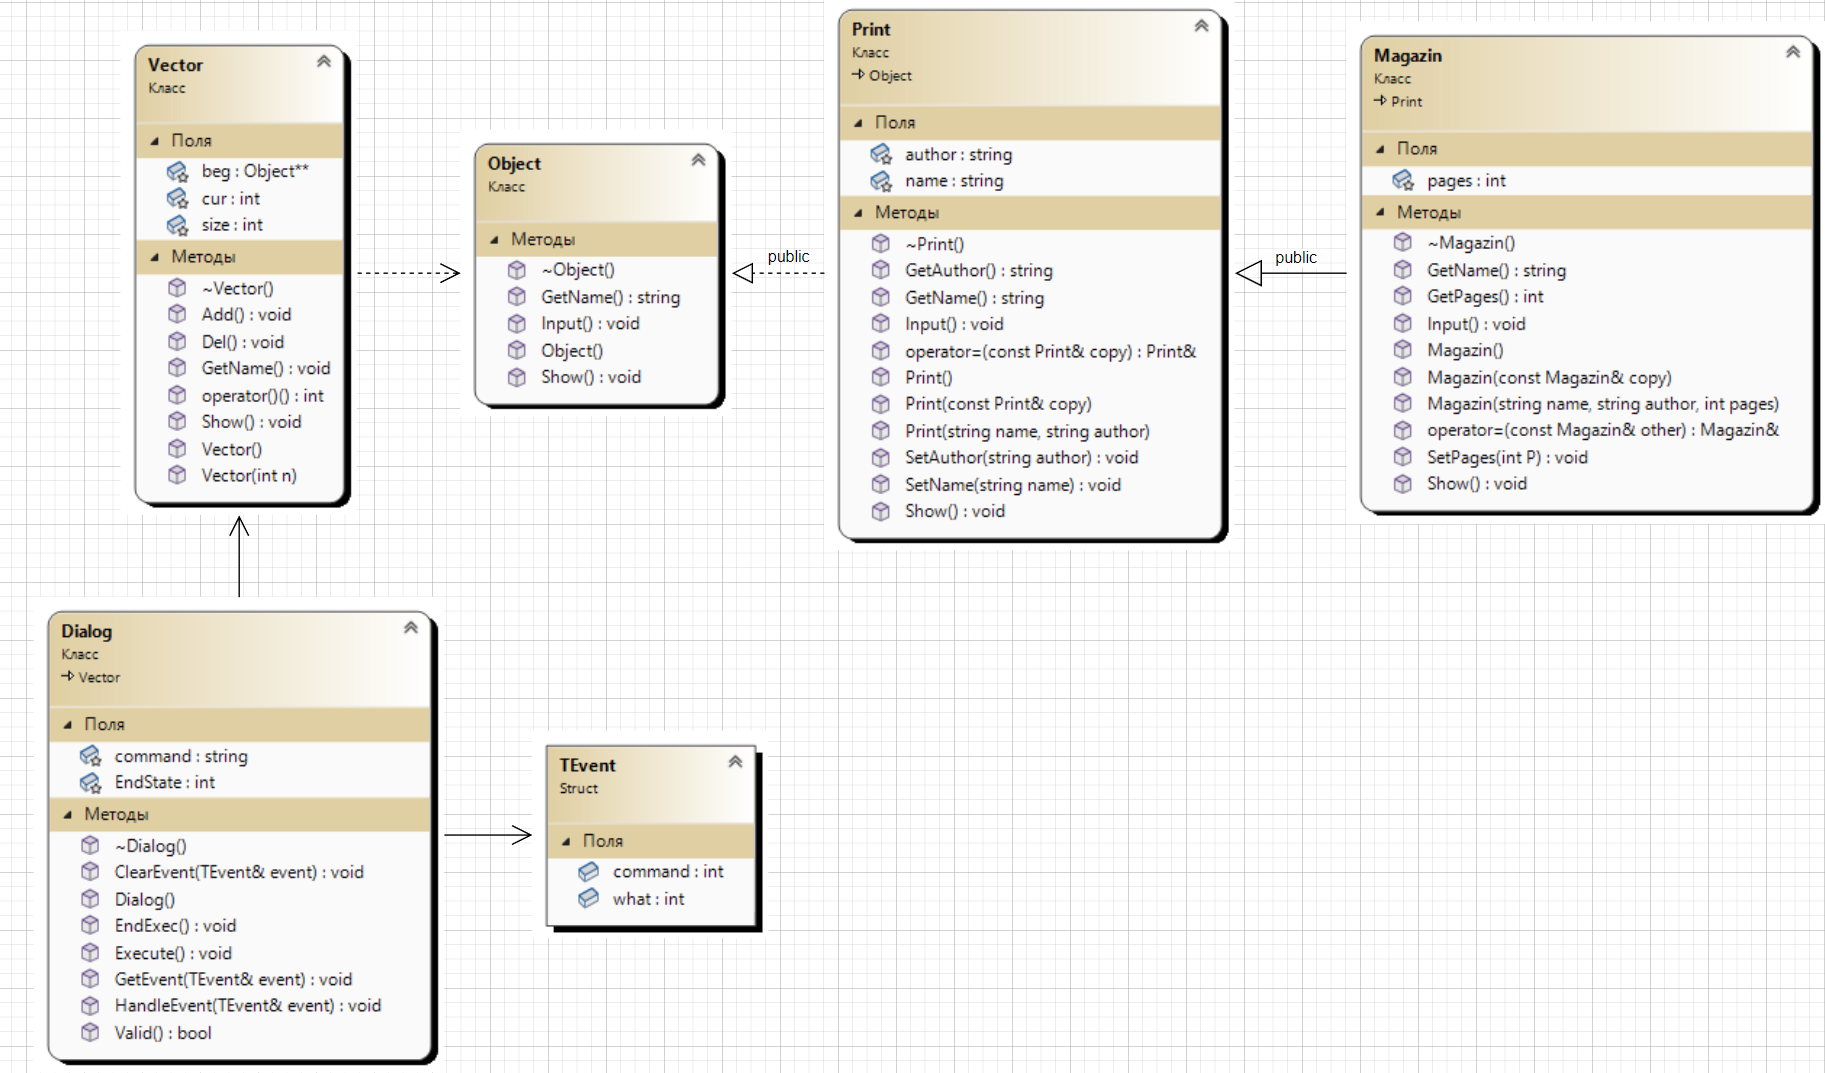 Vector
Класс
Поля
beg : Object**
cur : int
size : int
Методы
~Vector()
Add() : void
Del() : void
GetName() : void
operator()() : int
Show() : void
Vector()
Vector(int n)
Object
Класс
Методы
~Object()
GetName() : string
Input() : void
Object()
Show() : void
public
Print
Класс
Object
Поля
author : string
name : string
Методы
~Print()
GetAuthor() : string
GetName() : string
Input() : void
operator=(const Print& copy) : Print&
Print()
Print(const Print& copy)
Print(string name, string author)
SetAuthor(string author) : void
SetName(string name) : void
Show() : void
public
Magazin
Класс
Print
Поля
pages : int
Методы
~Magazin()
GetName() : string
GetPages() : int
Input() : void
Magazin()
Magazin(const Magazin& copy)
Magazin(string name, string author, int pages)
operator=(const Magazin& other) : Magazin&
SetPages(int P) : void
Show() : void
Dialog
Класс
Vector
Поля
command : string
EndState : int
Методы
~Dialog()
ClearEvent(TEvent& event) : void
Dialog()
EndExec() : void
Execute() : void
GetEvent(TEvent& event) : void
HandleEvent(TEvent& event) : void
Valid() : bool
TEvent
Struct
Поля
command : int
what : int